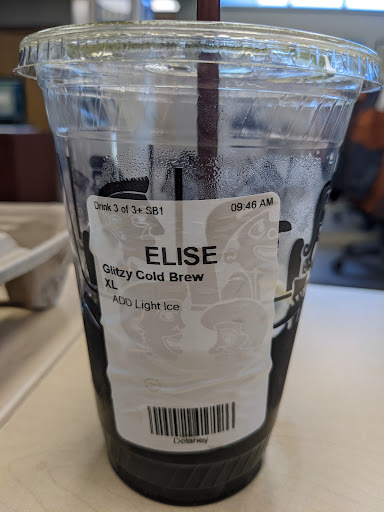 Drink 3 of 3+ SB1 09:46 AM
ELISE
Glitzy Cold Brew
XL
ADD Light Ice
Delaney